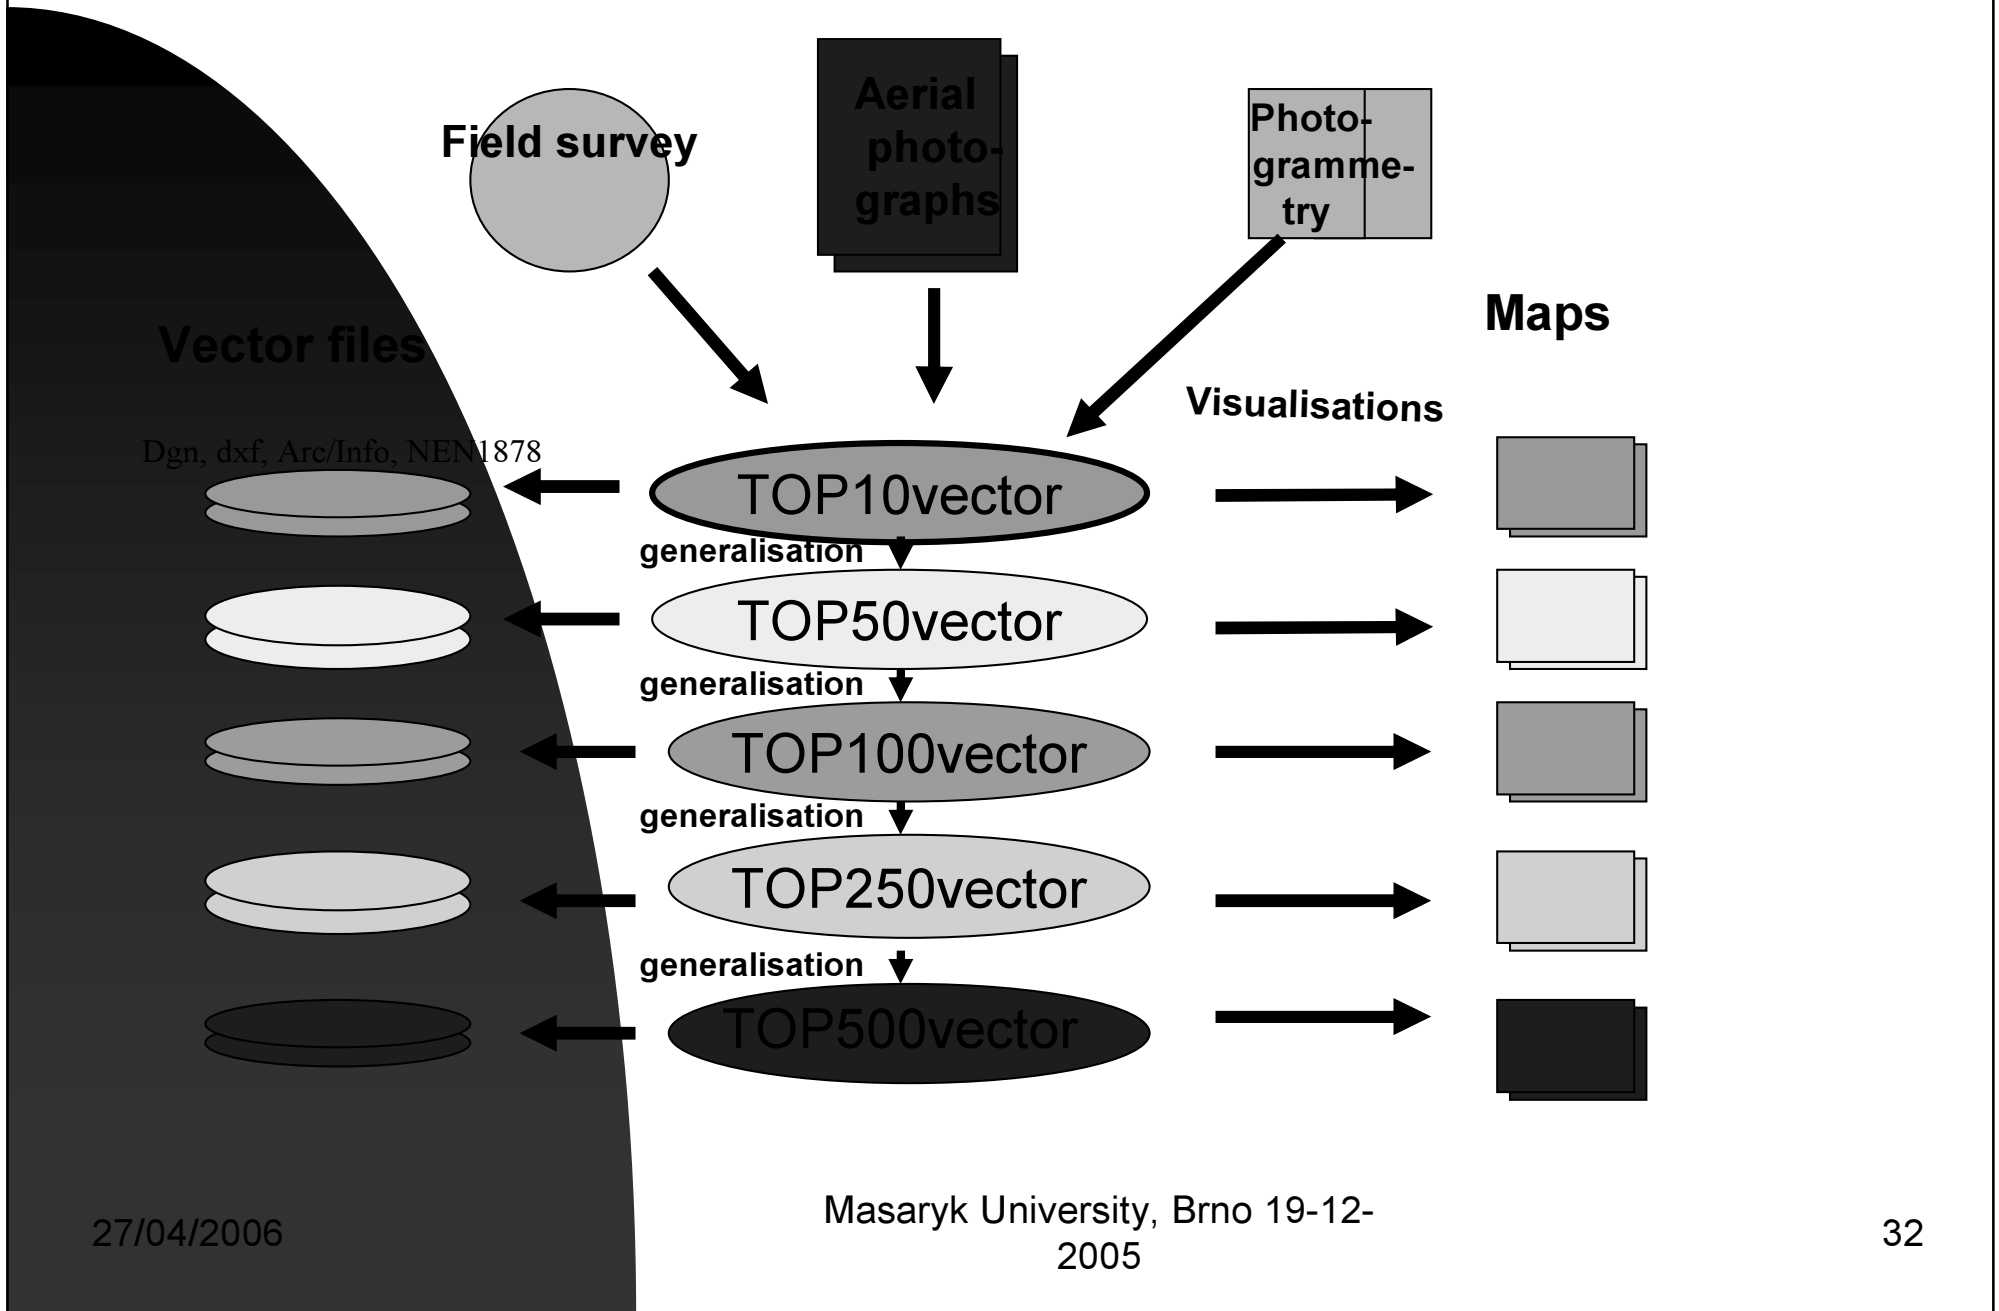 Field survey
Aerial
photo-
graphs
Photo-
gramme-
try
Vector files
Maps
Visualisations
Dgn, dxf, Arc/Info, NEN1878
TOP10vector
generalisation
TOP50vector
generalisation
TOP100vector
generalisation
TOP250vector
generalisation
TOP500vector
27/04/2006
Masaryk University, Brno 19-12-
2005
32